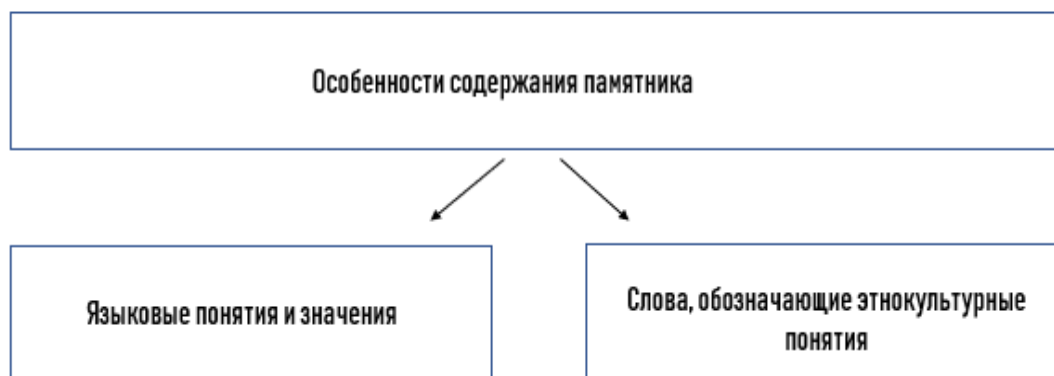 Особенности содержания памятника
Языковые понятия и значения
Слова, обозначающие этнокультурные
понятия